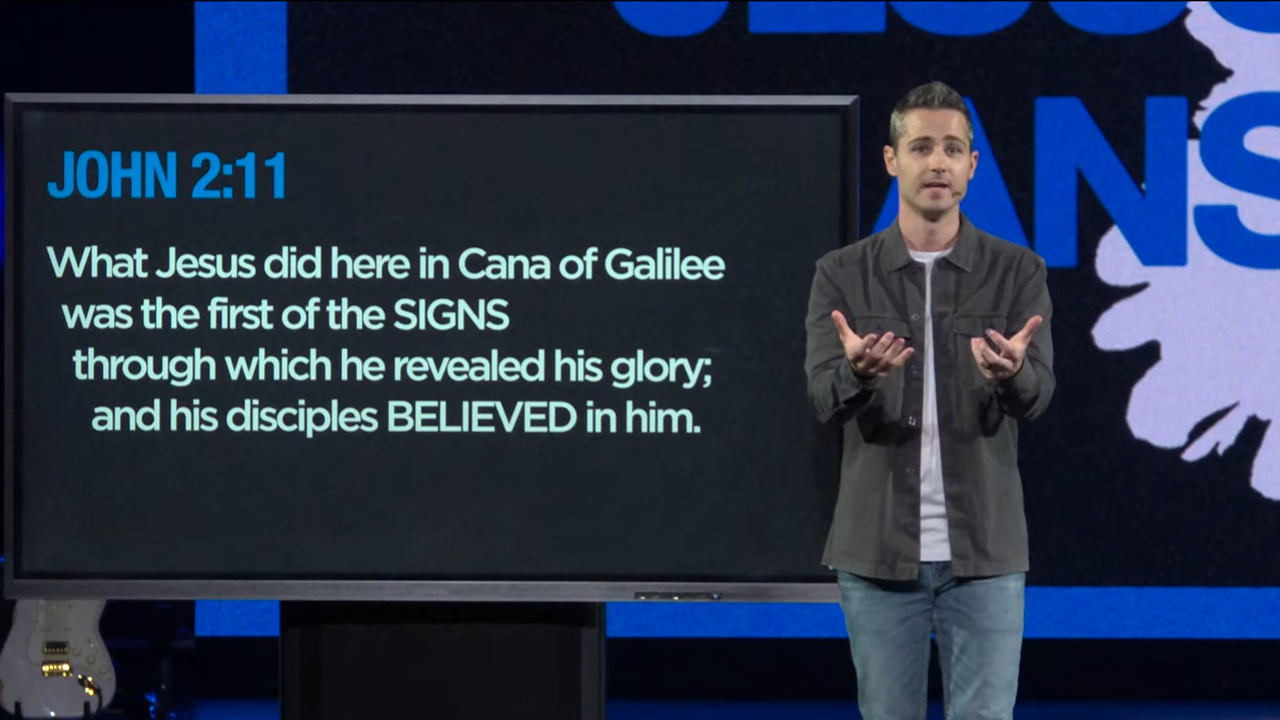 JOHN 2:11
What Jesus did here in Cana of Galilee
was the first of the SIGNS
through which he revealed his glory;
and his disciples BELIEVED in him.